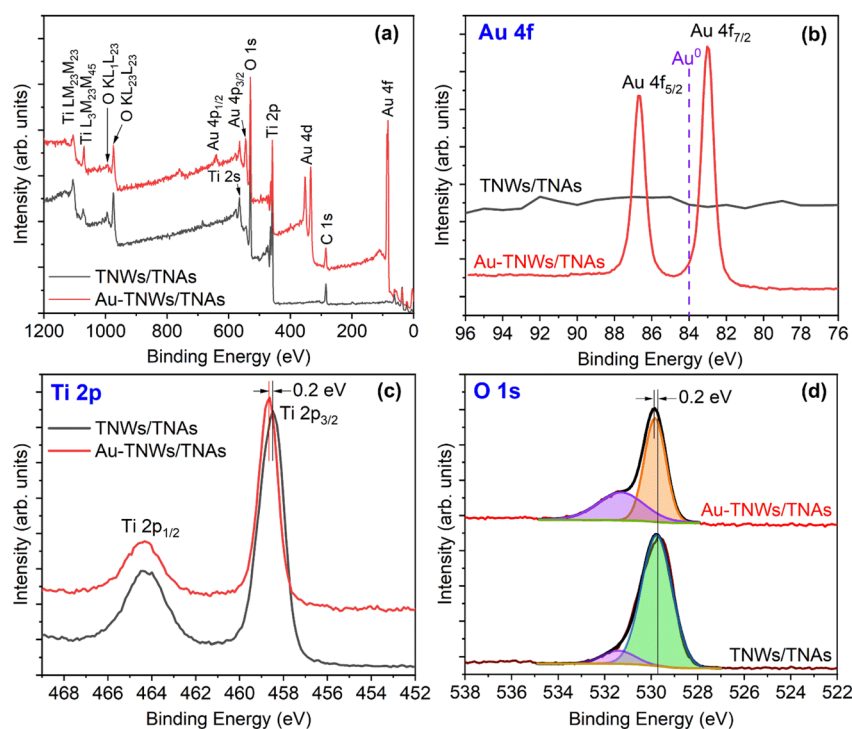 (a)
Ti LM₂₃M₂₃
Ti L₃M₂₃M₄₅
O KL₁L₂₃
O KL₂₃L₂₃
Au 4p₁/₂
Au 4p₃/₂
O 1s
Ti 2p
Au 4d
Au 4f
Ti 2s
C 1s
TNWs/TNAs
Au-TNWs/TNAs
Intensity (arb. units)
1200 1000 800 600 400 200 0
Binding Energy (eV)
Au 4f
(b)
Au 4f₇/₂
Au⁰
Au 4f₅/₂
TNWs/TNAs
Au-TNWs/TNAs
Intensity (arb. units)
96 94 92 90 88 86 84 82 80 78 76
Binding Energy (eV)
Ti 2p
(c)
0.2 eV
Ti 2p₃/₂
TNWs/TNAs
Au-TNWs/TNAs
Ti 2p₁/₂
Intensity (arb. units)
468 466 464 462 460 458 456 454 452
Binding Energy (eV)
O 1s
(d)
0.2 eV
Au-TNWs/TNAs
TNWs/TNAs
Intensity (arb. units)
538 536 534 532 530 528 526 524 522
Binding Energy (eV)